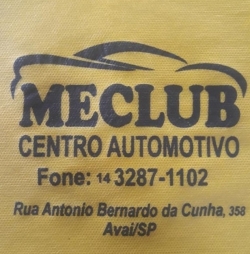 MECLUB
CENTRO AUTOMOTIVO
Fone: 14 3287-1102
Rua Antonio Bernardo da Cunha, 358
Avaí/SP